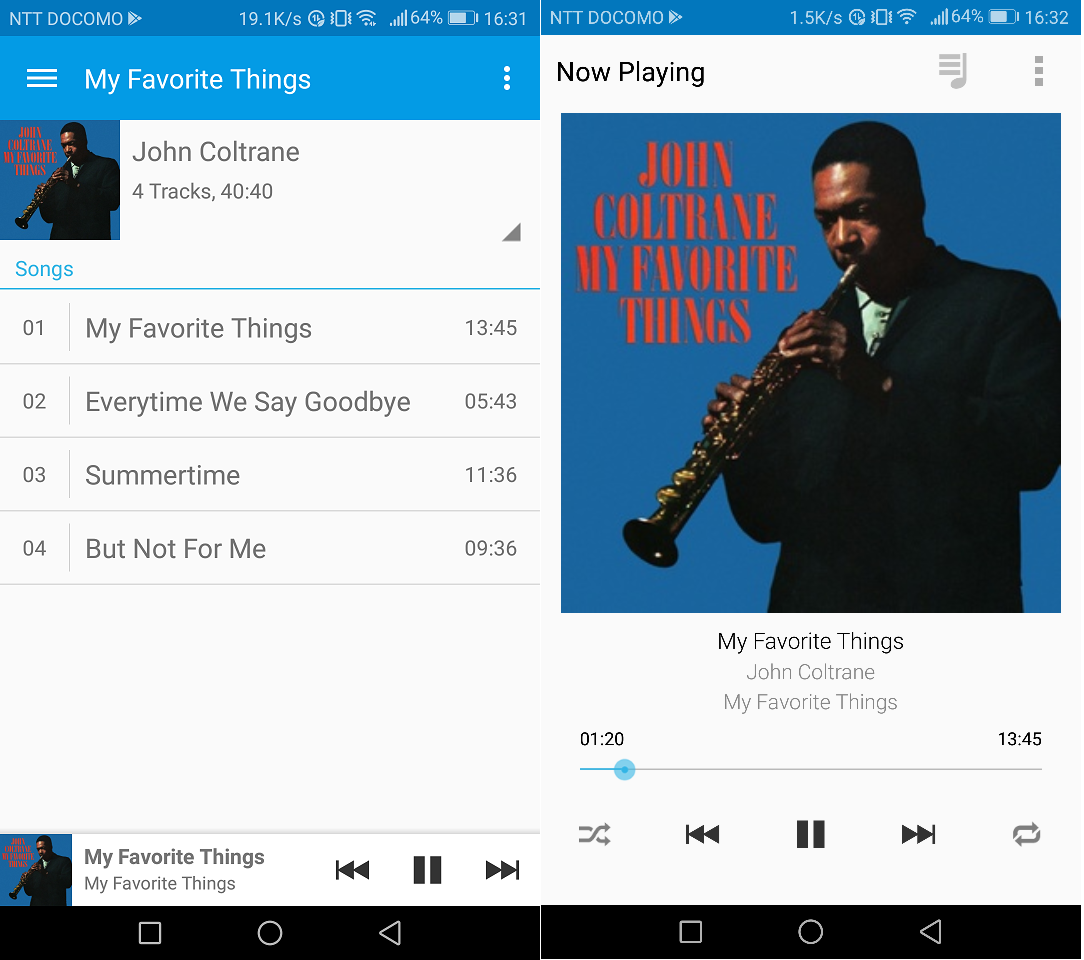 NTT DOCOMO 19.1K/s 64% 16:31
My Favorite Things
JOHN
COLTRANE
MY FAVORITE
THINGS
John Coltrane
4 Tracks, 40:40
Songs
01 My Favorite Things 13:45
02 Everytime We Say Goodbye 05:43
03 Summertime 11:36
04 But Not For Me 09:36
JOHN
COLTRANE
MY FAVORITE
THINGS
My Favorite Things
My Favorite Things
NTT DOCOMO 1.5K/s 64% 16:32
Now Playing
JOHN
COLTRANE
MY FAVORITE
THINGS
My Favorite Things
John Coltrane
My Favorite Things
01:20 13:45